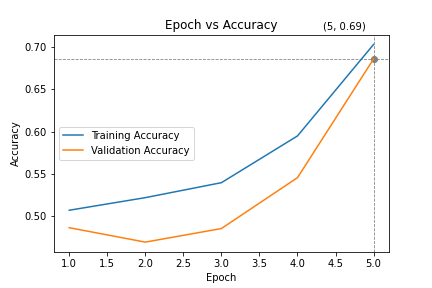 Epoch vs Accuracy
(5, 0.69)
0.70
0.65
0.60
0.55
0.50
Accuracy
Training Accuracy
Validation Accuracy
1.0 1.5 2.0 2.5 3.0 3.5 4.0 4.5 5.0
Epoch